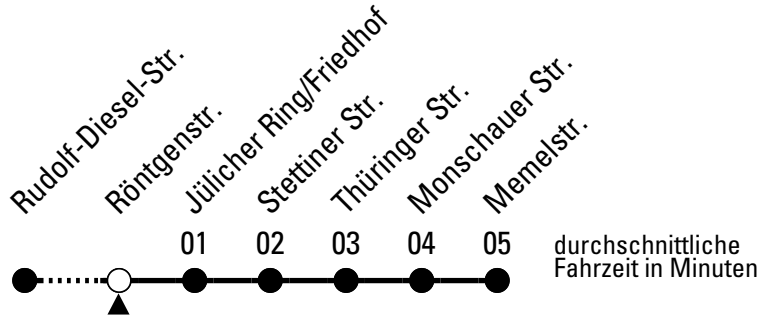 Rudolf-Diesel-Str.
Röntgenstr.
Jülicher Ring/Friedhof
Stettiner Str.
Thüringer Str.
Monschauer Str.
Memelstr.
01 02 03 04 05
durchschnittliche
Fahrzeit in Minuten